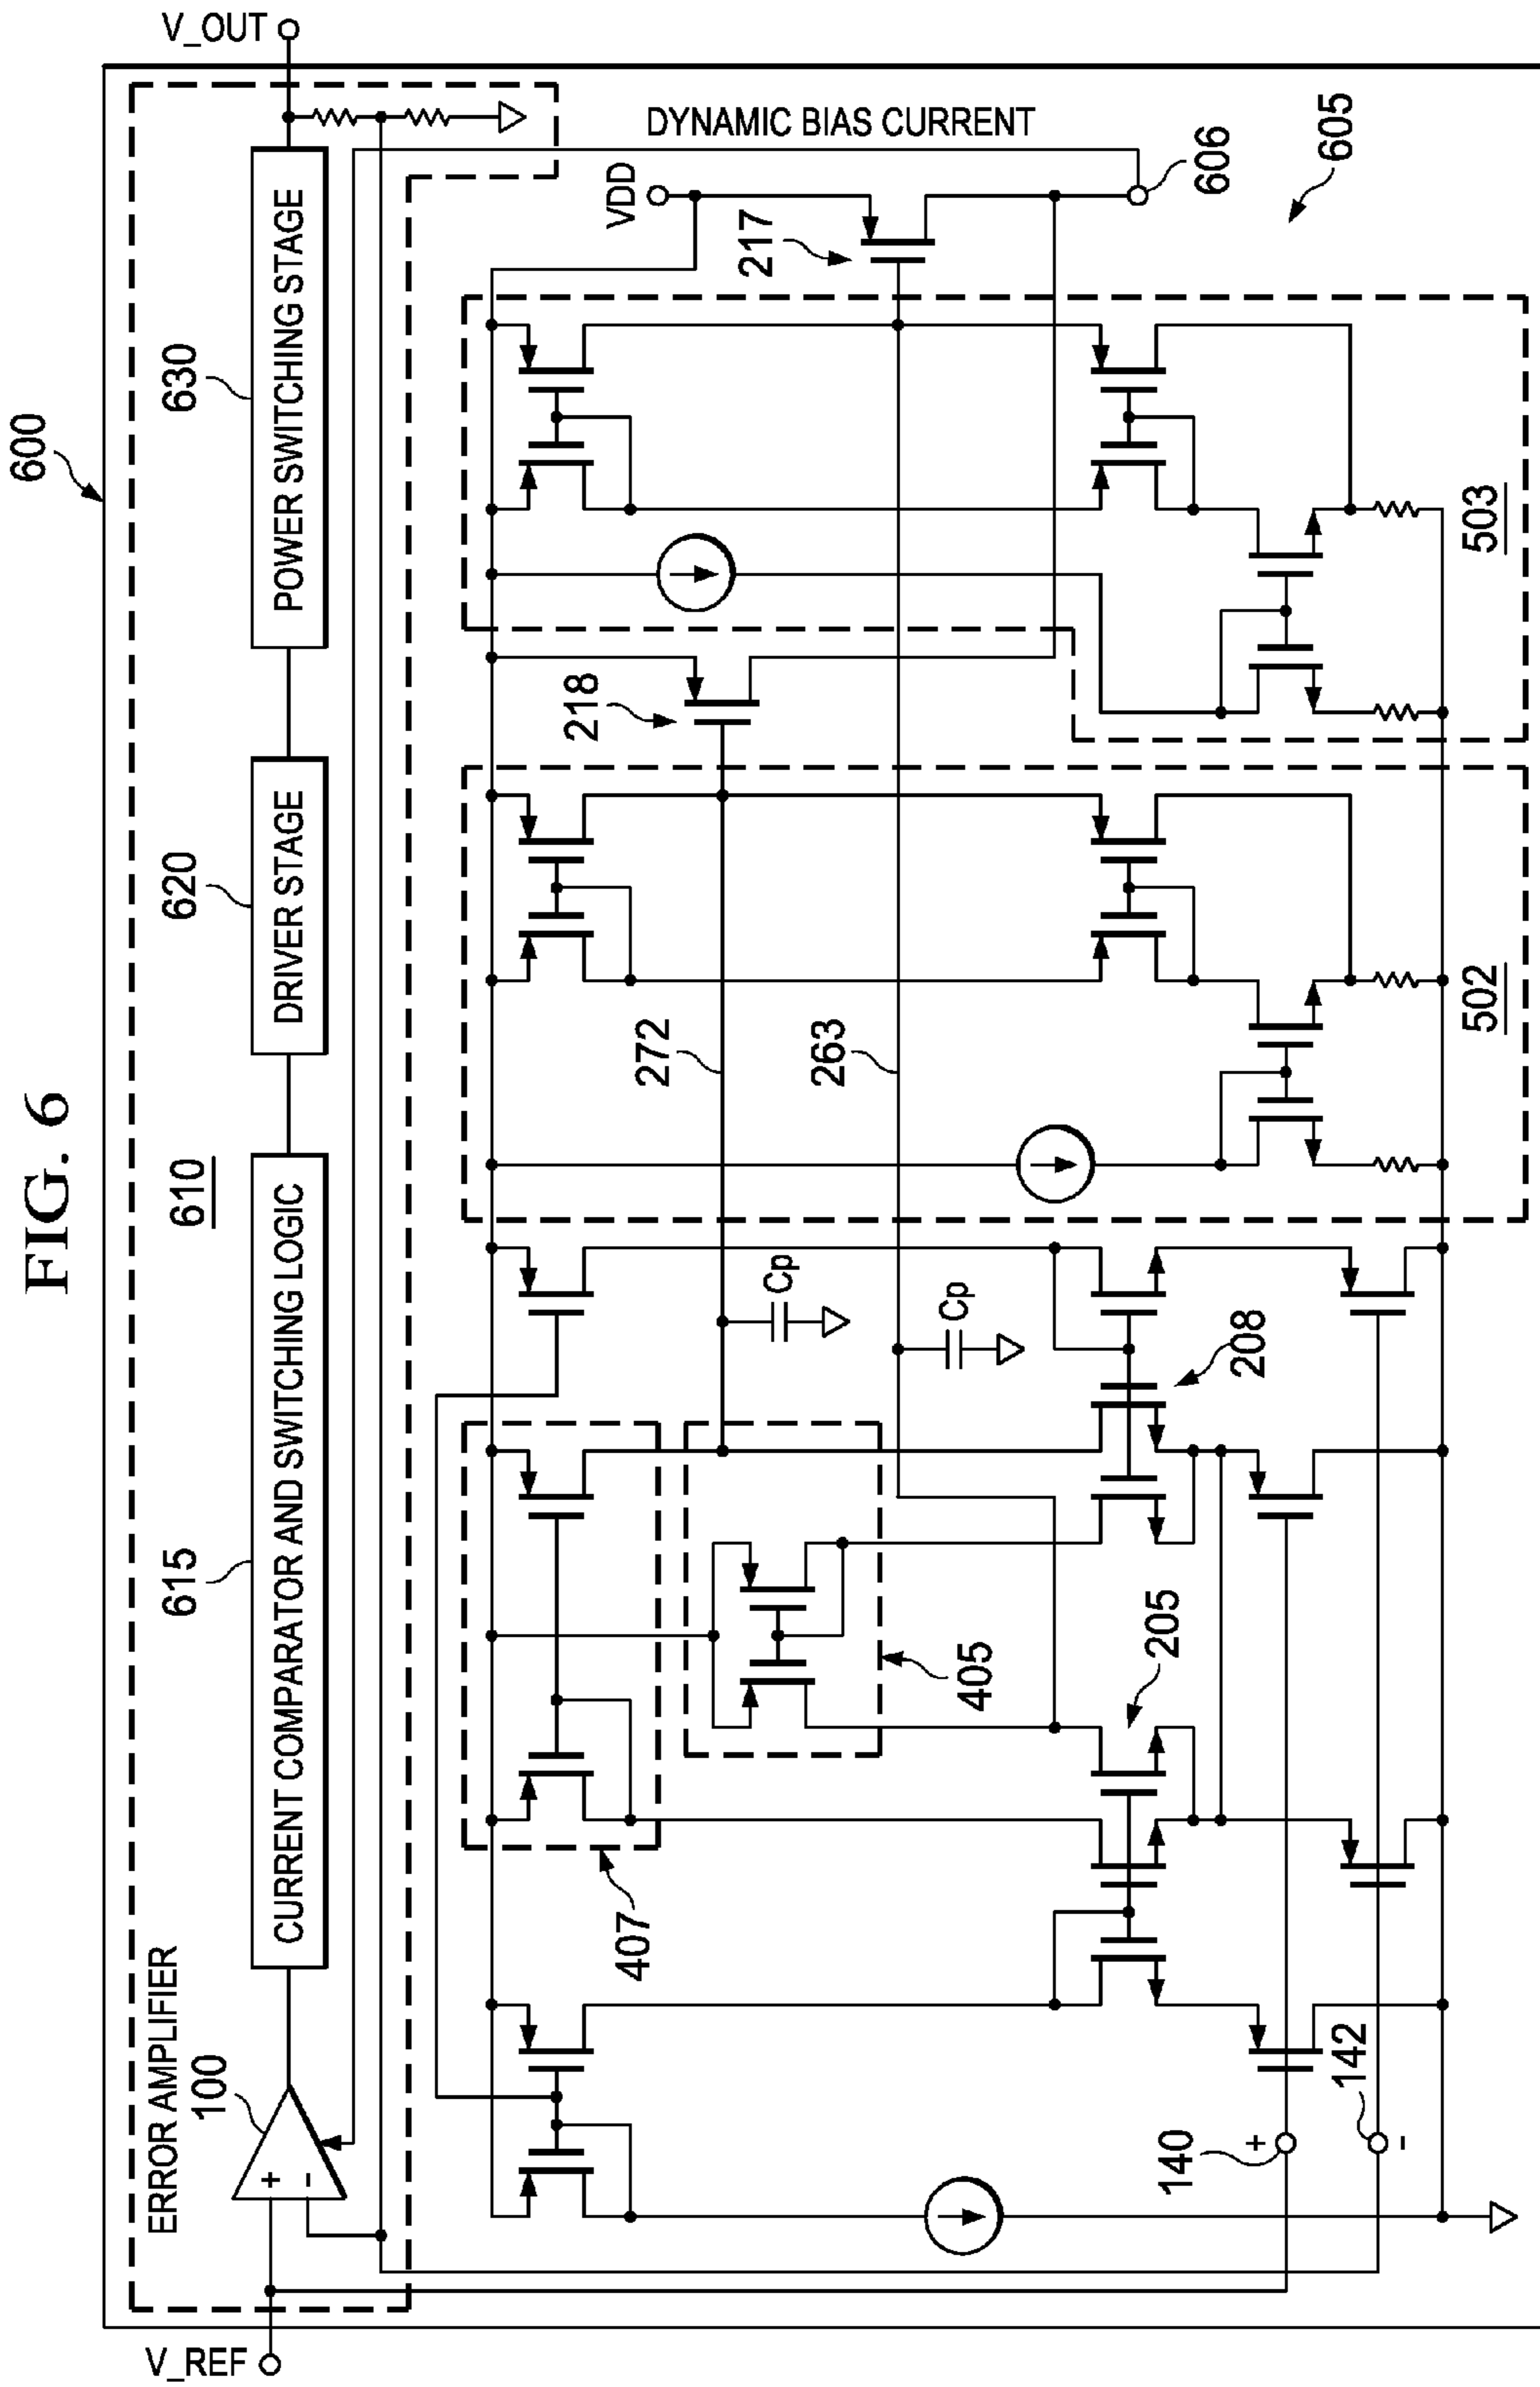 FIG. 6
600
V_REF
ERROR AMPLIFIER
100
+
-
615
CURRENT COMPARATOR AND SWITCHING LOGIC
610
620
DRIVER STAGE
630
POWER SWITCHING STAGE
V_OUT
DYNAMIC BIAS CURRENT
VDD
407
405
272
Cp
263
Cp
218
217
606
605
205
208
140
+
142
-
502
503